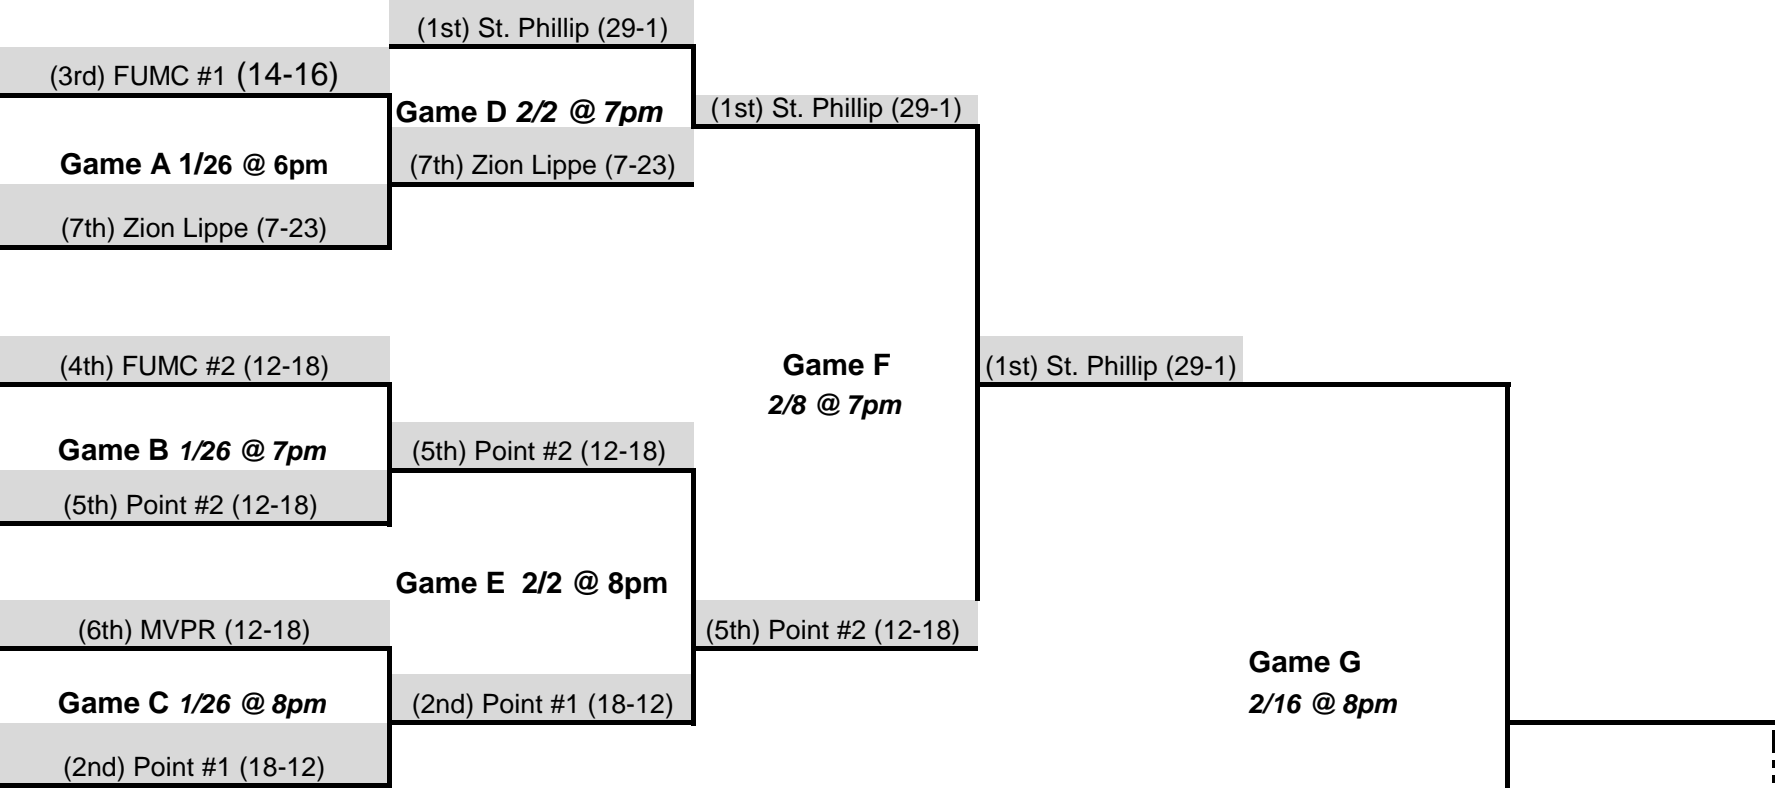 (1st) St. Phillip (29-1)
(3rd) FUMC #1 (14-16)
Game D 2/2 @ 7pm
(1st) St. Phillip (29-1)
Game A 1/26 @ 6pm
(7th) Zion Lippe (7-23)
(7th) Zion Lippe (7-23)
(4th) FUMC #2 (12-18)
Game F
(1st) St. Phillip (29-1)
2/8 @ 7pm
Game B 1/26 @ 7pm
(5th) Point #2 (12-18)
(5th) Point #2 (12-18)
Game E 2/2 @ 8pm
(6th) MVPR (12-18)
(5th) Point #2 (12-18)
Game G
Game C 1/26 @ 8pm
(2nd) Point #1 (18-12)
2/16 @ 8pm
(2nd) Point #1 (18-12)